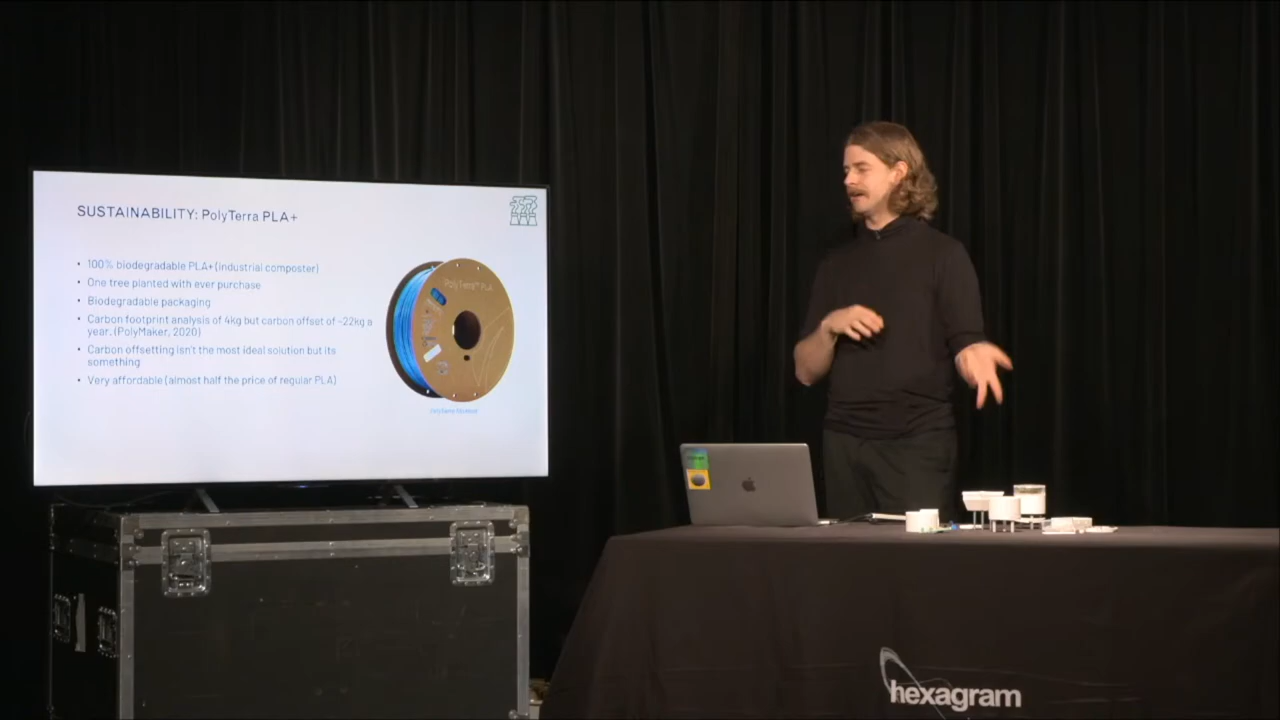 SUSTAINABILITY: PolyTerra PLA+
• 100% biodegradable PLA+ (industrial composter)
• One tree planted with ever purchase
• Biodegradable packaging
• Carbon footprint analysis of 4kg but carbon offset of ~22kg a
year. (PolyMaker, 2020)
• Carbon offsetting isn't the most ideal solution but its
something
• Very affordable (almost half the price of regular PLA)
PolyTerra™ PLA
hexagram